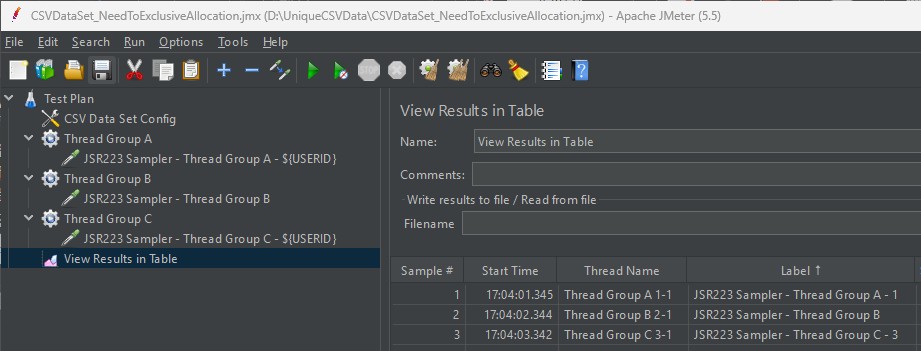 CSVDataSet_NeedToExclusiveAllocation.jmx (D:\UniqueCSVData\CSVDataSet_NeedToExclusiveAllocation.jmx) - Apache JMeter (5.5)
File Edit Search Run Options Tools Help
STOP
Test Plan
CSV Data Set Config
Thread Group A
JSR223 Sampler - Thread Group A - ${USERID}
Thread Group B
JSR223 Sampler - Thread Group B
Thread Group C
JSR223 Sampler - Thread Group C - ${USERID}
View Results in Table
View Results in Table
Name: View Results in Table
Comments:
Write results to file / Read from file
Filename
Sample # Start Time Thread Name Label ↑
1 17:04:01.345 Thread Group A 1-1 JSR223 Sampler - Thread Group A - 1
2 17:04:02.344 Thread Group B 2-1 JSR223 Sampler - Thread Group B
3 17:04:03.342 Thread Group C 3-1 JSR223 Sampler - Thread Group C - 3